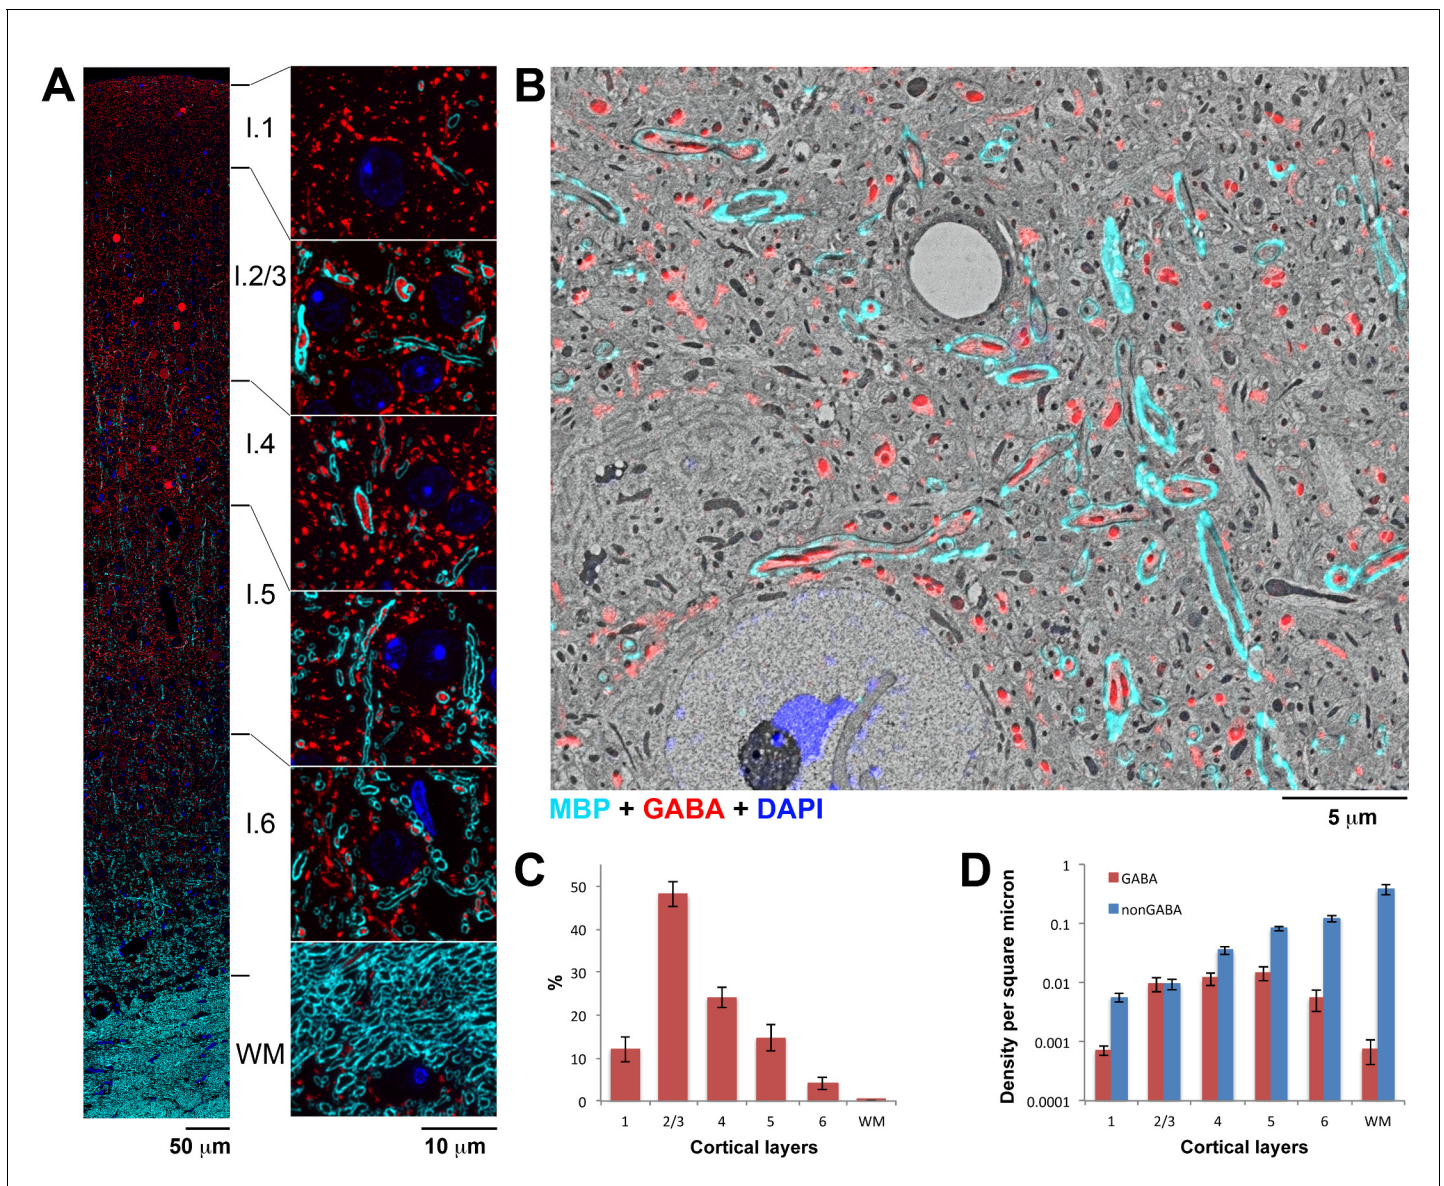 A
l.1
l.2/3
l.4
l.5
l.6
WM
50 μm
10 μm
B
MBP + GABA + DAPI
5 μm
C
%
50
40
30
20
10
0
1 2/3 4 5 6 WM
Cortical layers
D
Density per square micron
1
0.1
0.01
0.001
0.0001
GABA
nonGABA
1 2/3 4 5 6 WM
Cortical layers